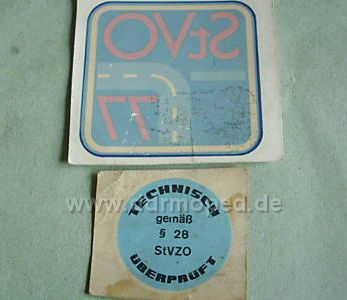 StVO
77
TECHNISCH
www.ddrmoped.de
gemäß
§ 28
StVZO
ÜBERPRÜFT